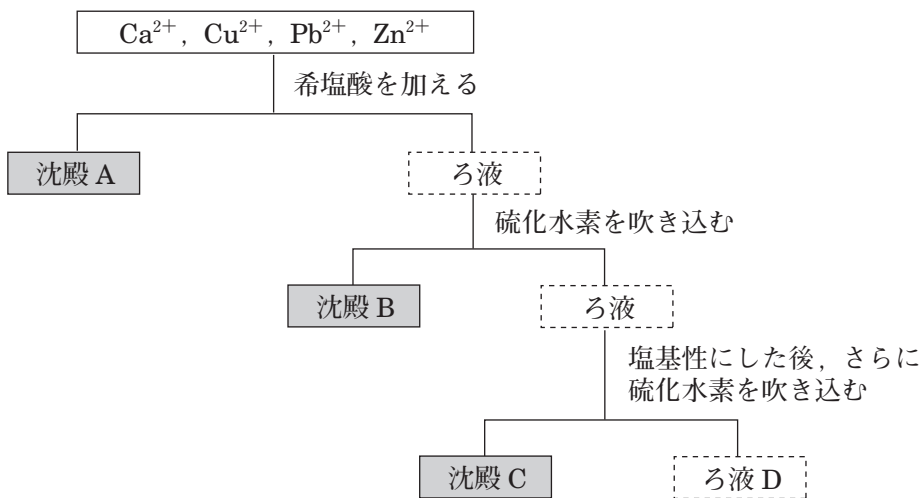 Ca²⁺, Cu²⁺, Pb²⁺, Zn²⁺
希塩酸を加える
沈殿 A
ろ液
硫化水素を吹き込む
沈殿 B
ろ液
塩基性にした後，さらに
硫化水素を吹き込む
沈殿 C
ろ液 D